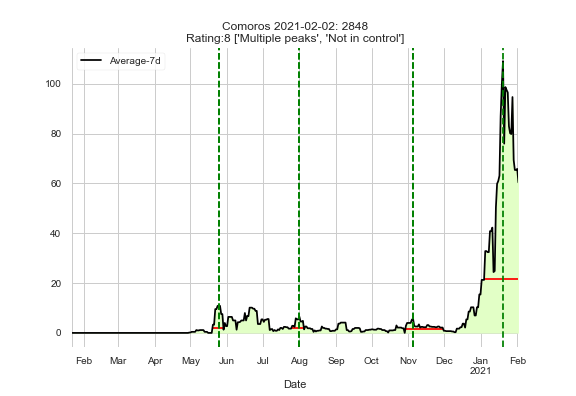 Comoros 2021-02-02: 2848
Rating:8 ['Multiple peaks', 'Not in control']
Average-7d
100
80
60
40
20
0
Feb Mar Apr May Jun Jul Aug Sep Oct Nov Dec Jan Feb
2021
Date